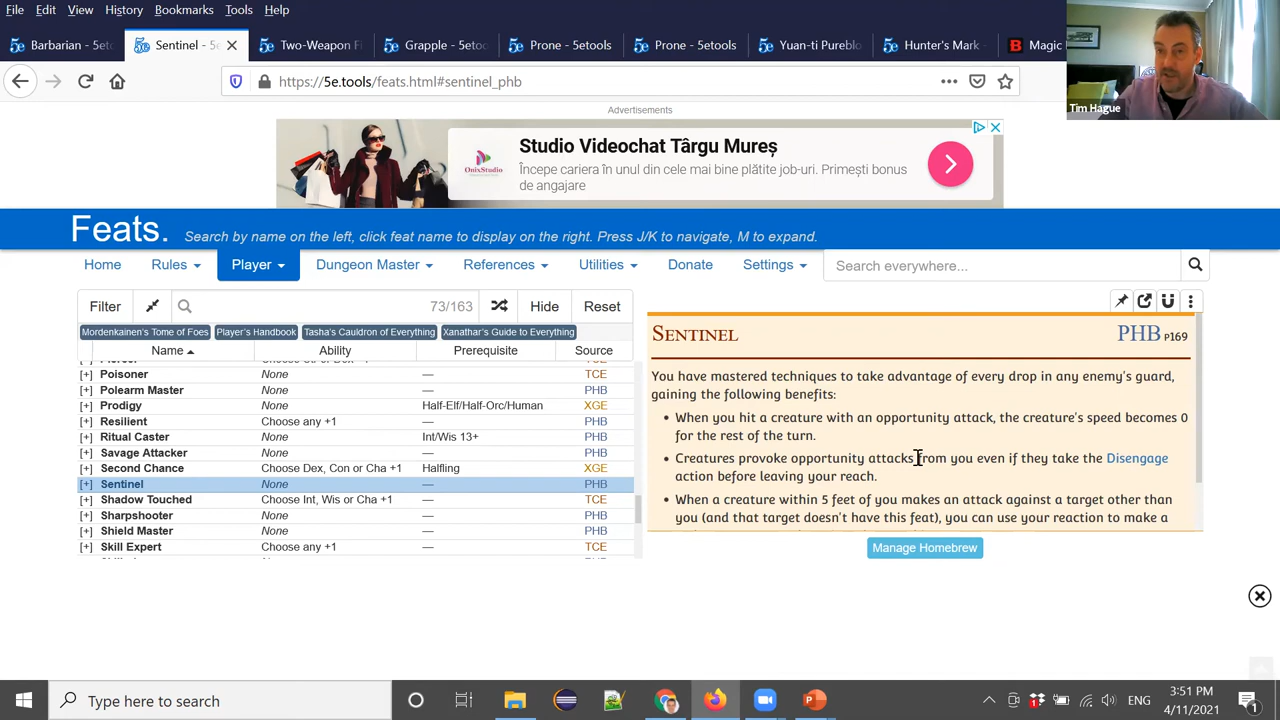 File Edit View History Bookmarks Tools Help
Barbarian - 5eto
Sentinel - 5
Two-Weapon F
Grapple - 5etoo
Prone - 5etools
Prone - 5etools
Yuan-ti Pureblo
Hunter's Mark -
B Magic
https://5e.tools/feats.html#sentinel_phb
Tim Hague
Advertisements
Studio Videochat Târgu Mureș
Începe cariera în unul din cele mai bine plătite job-uri. Primești bonus
de angajare
OnixStudio
Feats. Search by name on the left, click feat name to display on the right. Press J/K to navigate, M to expand.
Home Rules Player Dungeon Master References Utilities Donate Settings Search everywhere...
Filter 73/163 Hide Reset
Mordenkainen's Tome of Foes Player's Handbook Tasha's Cauldron of Everything Xanathar's Guide to Everything
Name Ability Prerequisite Source
[+] Poisoner None — TCE
[+] Polearm Master None — PHB
[+] Prodigy None Half-Elf/Half-Orc/Human XGE
[+] Resilient Choose any +1 — PHB
[+] Ritual Caster None Int/Wis 13+ PHB
[+] Savage Attacker None — PHB
[+] Second Chance Choose Dex, Con or Cha +1 Halfling XGE
[+] Sentinel None — PHB
[+] Shadow Touched Choose Int, Wis or Cha +1 — TCE
[+] Sharpshooter None — PHB
[+] Shield Master None — PHB
[+] Skill Expert Choose any +1 — TCE
SENTINEL PHB p169
You have mastered techniques to take advantage of every drop in any enemy's guard,
gaining the following benefits:
• When you hit a creature with an opportunity attack, the creature's speed becomes 0
for the rest of the turn.
• Creatures provoke opportunity attacks from you even if they take the Disengage
action before leaving your reach.
• When a creature within 5 feet of you makes an attack against a target other than
you (and that target doesn't have this feat), you can use your reaction to make a
Manage Homebrew
Type here to search
ENG
3:51 PM
4/11/2021
1